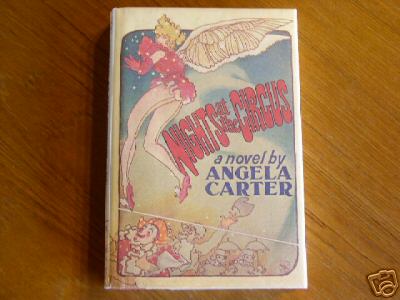 NIGHTS at the CIRCUS
a novel by
ANGELA
CARTER